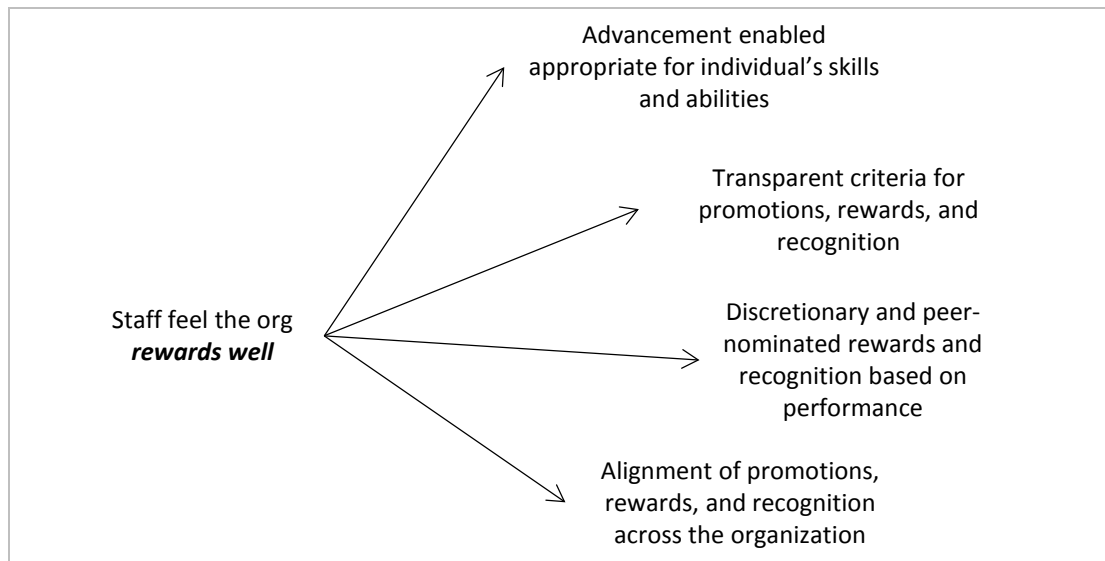 Advancement enabled
appropriate for individual’s skills
and abilities
Transparent criteria for
promotions, rewards, and
recognition
Staff feel the org
rewards well
Discretionary and peer-
nominated rewards and
recognition based on
performance
Alignment of promotions,
rewards, and recognition
across the organization